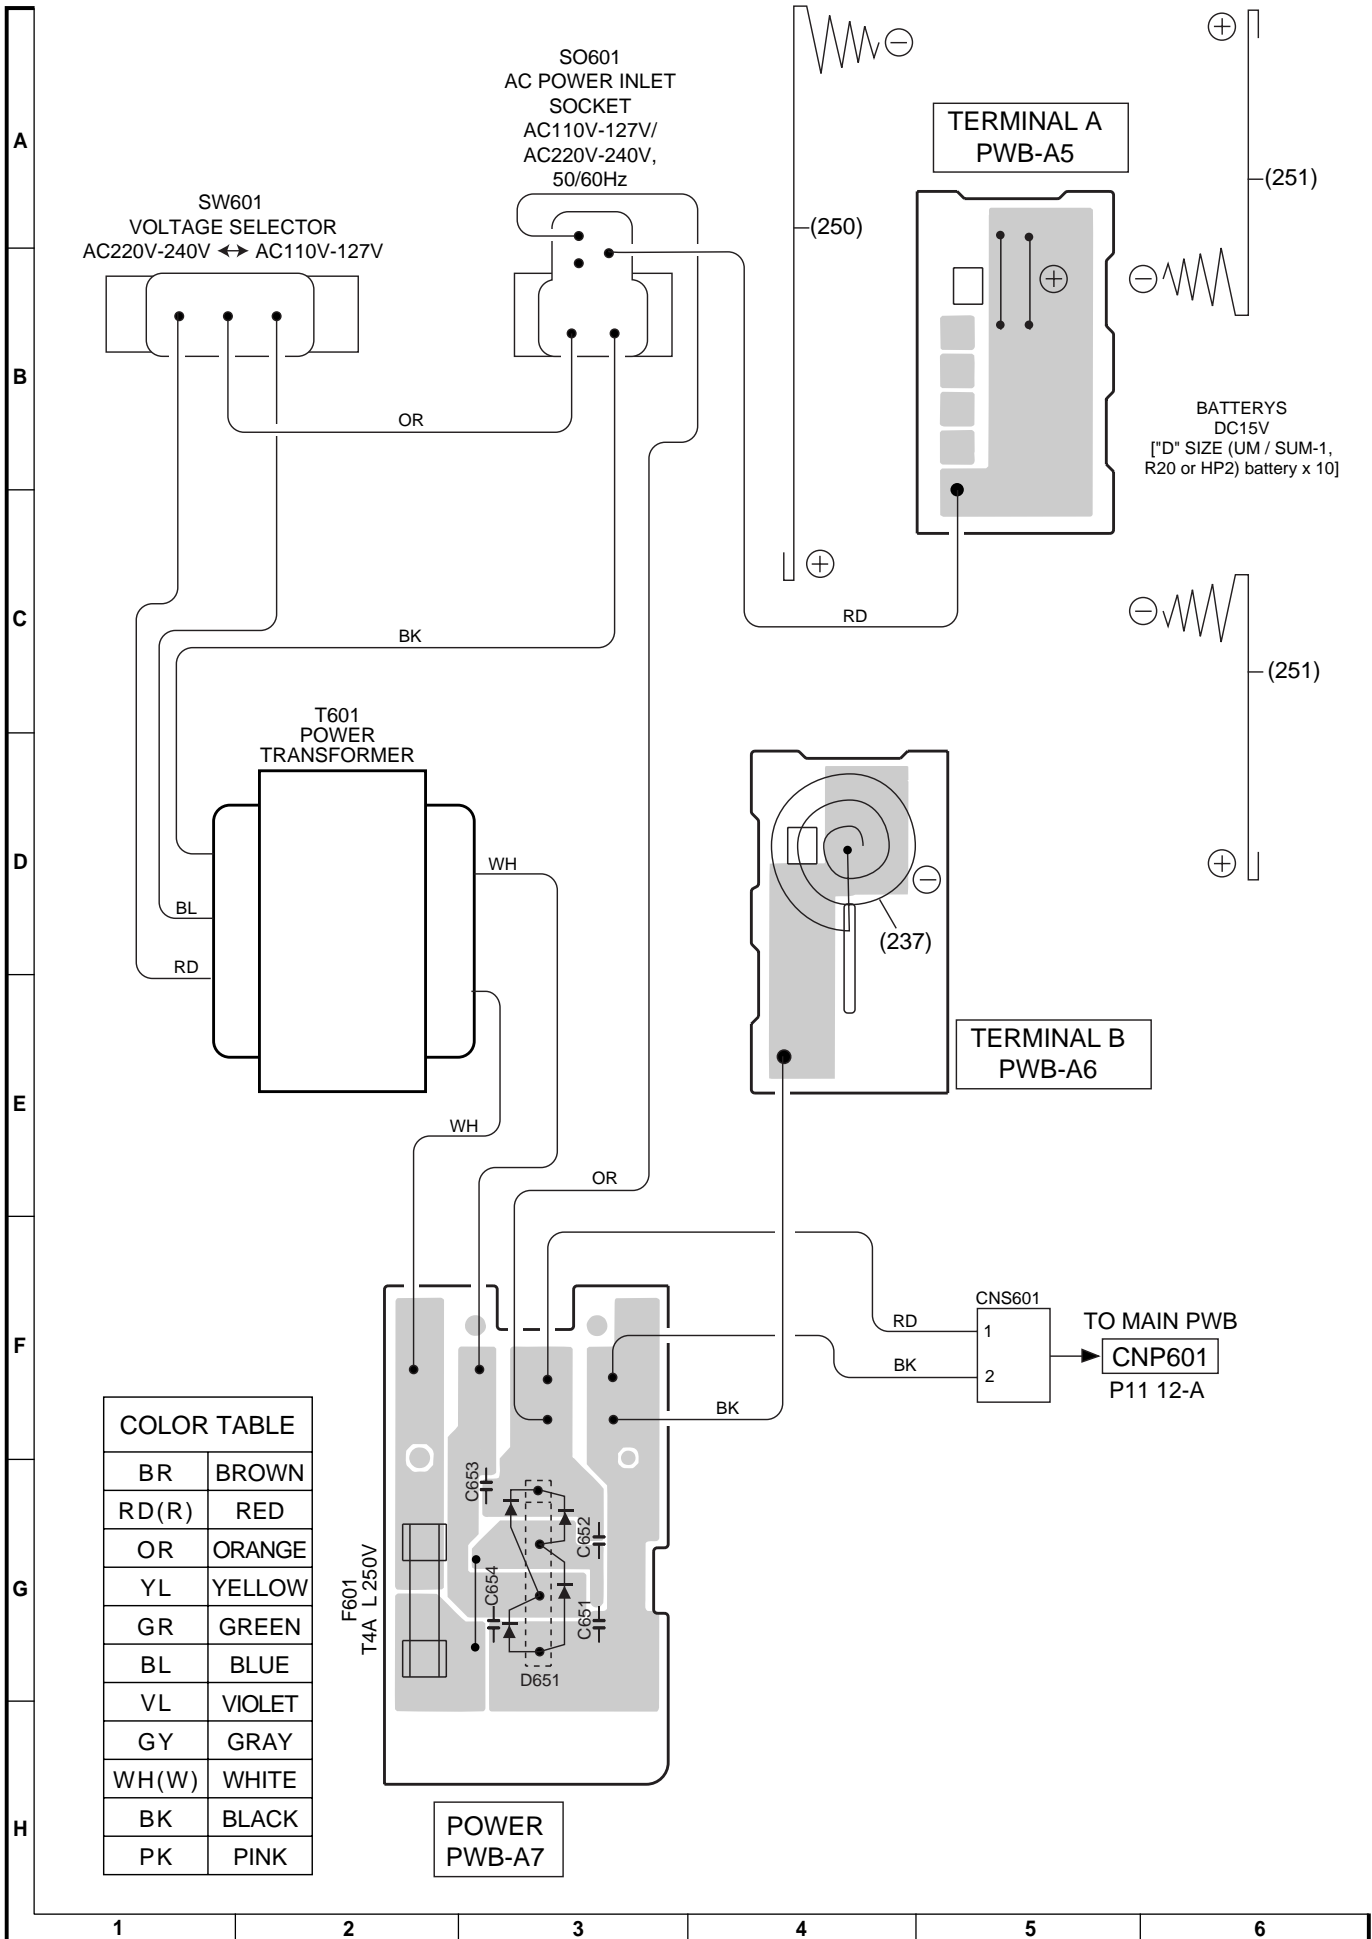 A
B
C
D
E
F
G
H
SO601
AC POWER INLET
SOCKET
AC110V-127V/
AC220V-240V,
50/60Hz
SW601
VOLTAGE SELECTOR
AC220V-240V ↔ AC110V-127V
(250)
TERMINAL A
PWB-A5
(251)
BATTERYS
DC15V
["D" SIZE (UM / SUM-1,
R20 or HP2) battery x 10]
OR
BK
RD
(251)
T601
POWER
TRANSFORMER
WH
BL
RD
(237)
TERMINAL B
PWB-A6
WH
OR
CNS601
RD
1
BK
2
TO MAIN PWB
CNP601
P11 12-A
BK
COLOR TABLE
BR BROWN
RD(R) RED
OR ORANGE
YL YELLOW
GR GREEN
BL BLUE
VL VIOLET
GY GRAY
WH(W) WHITE
BK BLACK
PK PINK
F601
T4A L 250V
C653
C652
C654
C651
D651
POWER
PWB-A7
1 2 3 4 5 6